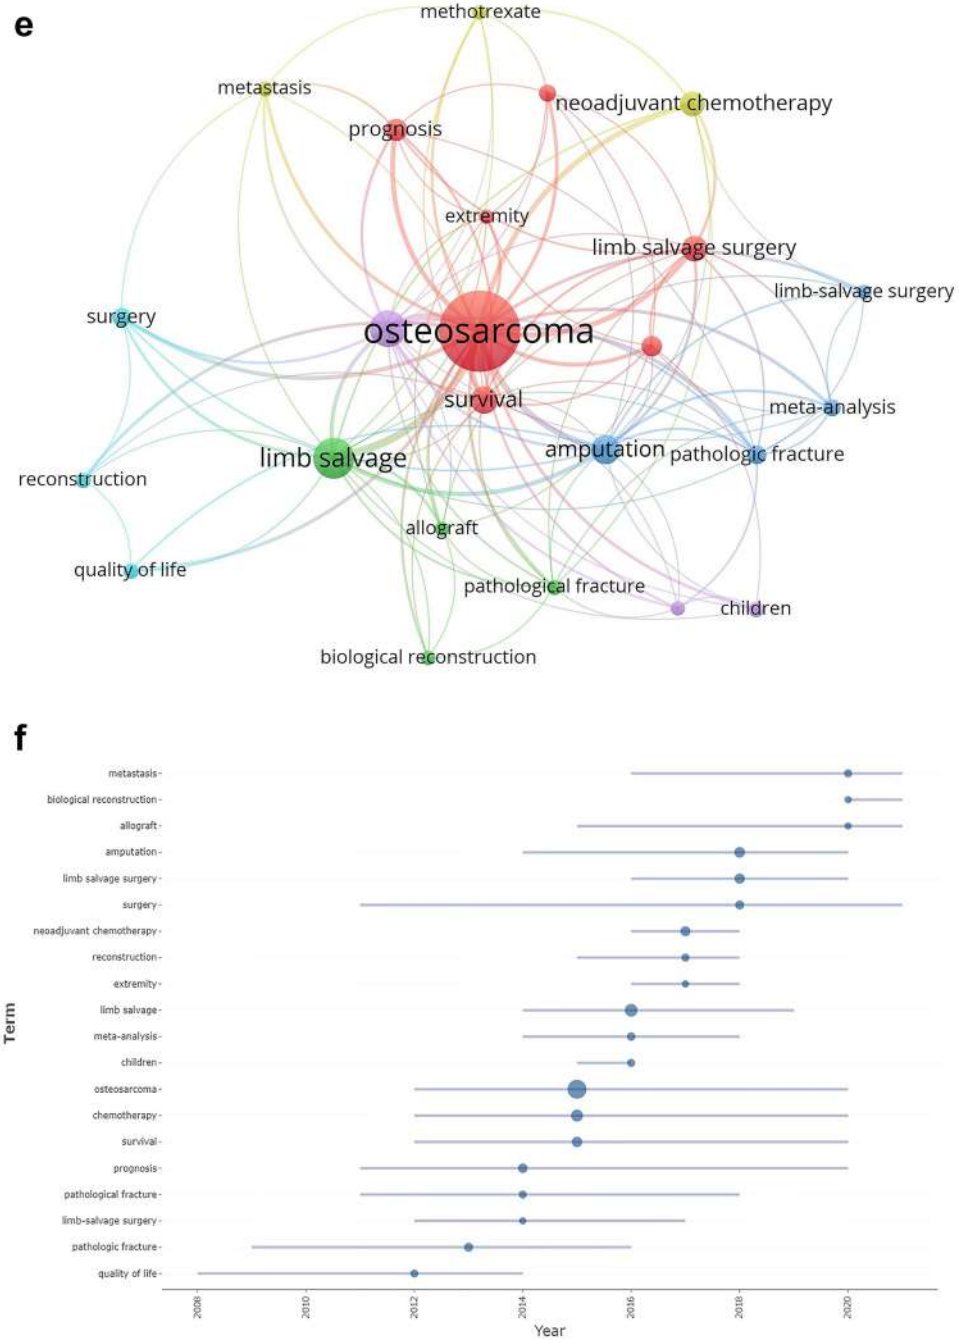 e
methotrexate
metastasis
neoadjuvant chemotherapy
prognosis
extremity
limb salvage surgery
limb-salvage surgery
surgery
osteosarcoma
survival
meta-analysis
limb salvage
amputation
pathologic fracture
reconstruction
allograft
quality of life
pathological fracture
children
biological reconstruction
f
metastasis
biological reconstruction
allograft
amputation
limb salvage surgery
surgery
neoadjuvant chemotherapy
reconstruction
extremity
limb salvage
meta-analysis
children
osteosarcoma
chemotherapy
survival
prognosis
pathological fracture
limb-salvage surgery
pathologic fracture
quality of life
Term
2008
2010
2012
2014
2016
2018
2020
Year